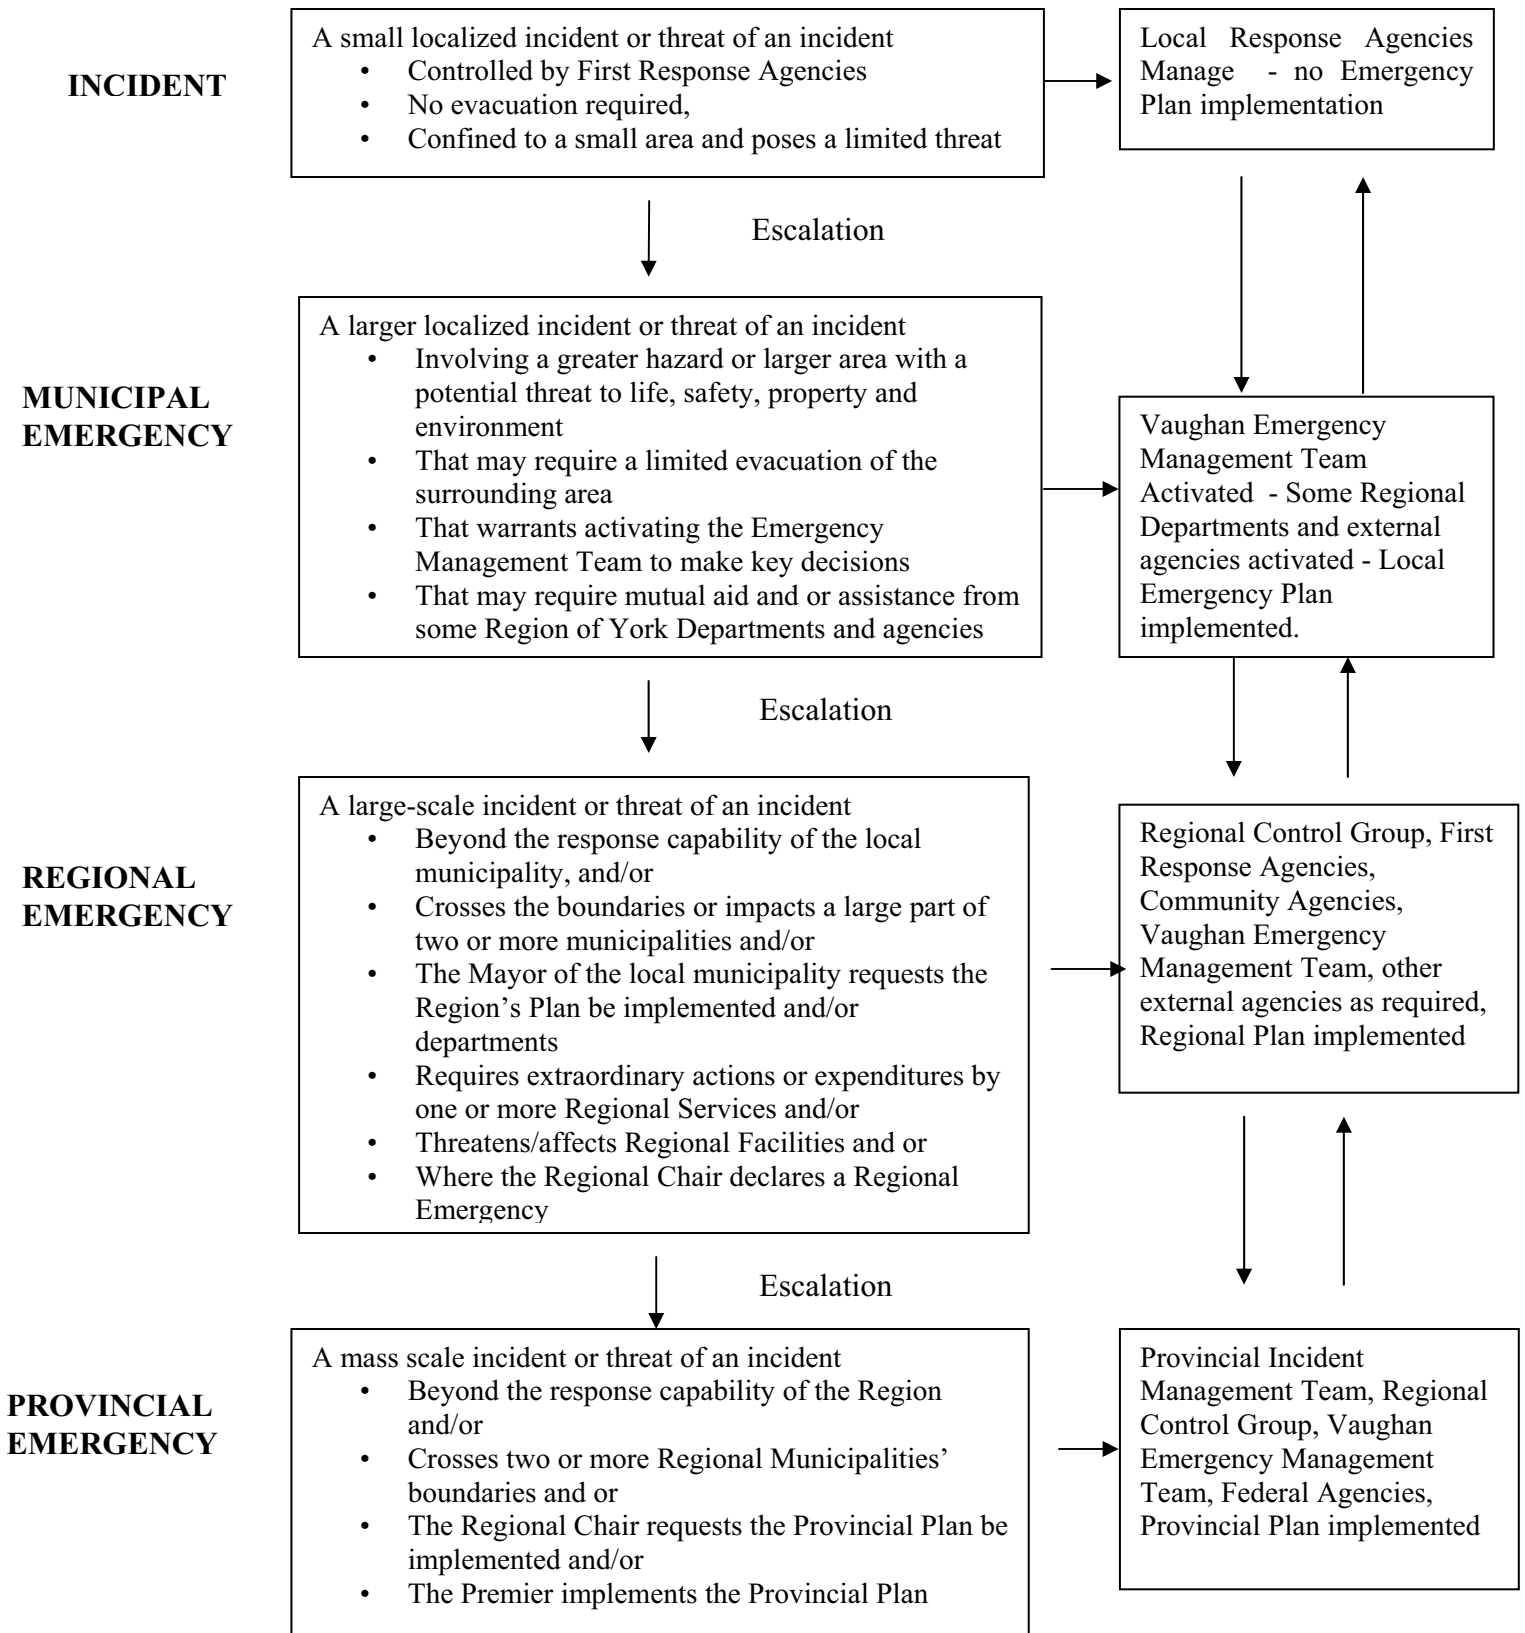 INCIDENT
A small localized incident or threat of an incident
• Controlled by First Response Agencies
• No evacuation required,
• Confined to a small area and poses a limited threat
Local Response Agencies
Manage - no Emergency
Plan implementation
Escalation
MUNICIPAL
EMERGENCY
A larger localized incident or threat of an incident
• Involving a greater hazard or larger area with a
potential threat to life, safety, property and
environment
• That may require a limited evacuation of the
surrounding area
• That warrants activating the Emergency
Management Team to make key decisions
• That may require mutual aid and or assistance from
some Region of York Departments and agencies
Vaughan Emergency
Management Team
Activated - Some Regional
Departments and external
agencies activated - Local
Emergency Plan
implemented.
Escalation
REGIONAL
EMERGENCY
A large-scale incident or threat of an incident
• Beyond the response capability of the local
municipality, and/or
• Crosses the boundaries or impacts a large part of
two or more municipalities and/or
• The Mayor of the local municipality requests the
Region’s Plan be implemented and/or
departments
• Requires extraordinary actions or expenditures by
one or more Regional Services and/or
• Threatens/affects Regional Facilities and or
• Where the Regional Chair declares a Regional
Emergency
Regional Control Group, First
Response Agencies,
Community Agencies,
Vaughan Emergency
Management Team, other
external agencies as required,
Regional Plan implemented
Escalation
PROVINCIAL
EMERGENCY
A mass scale incident or threat of an incident
• Beyond the response capability of the Region
and/or
• Crosses two or more Regional Municipalities’
boundaries and or
• The Regional Chair requests the Provincial Plan be
implemented and/or
• The Premier implements the Provincial Plan
Provincial Incident
Management Team, Regional
Control Group, Vaughan
Emergency Management
Team, Federal Agencies,
Provincial Plan implemented